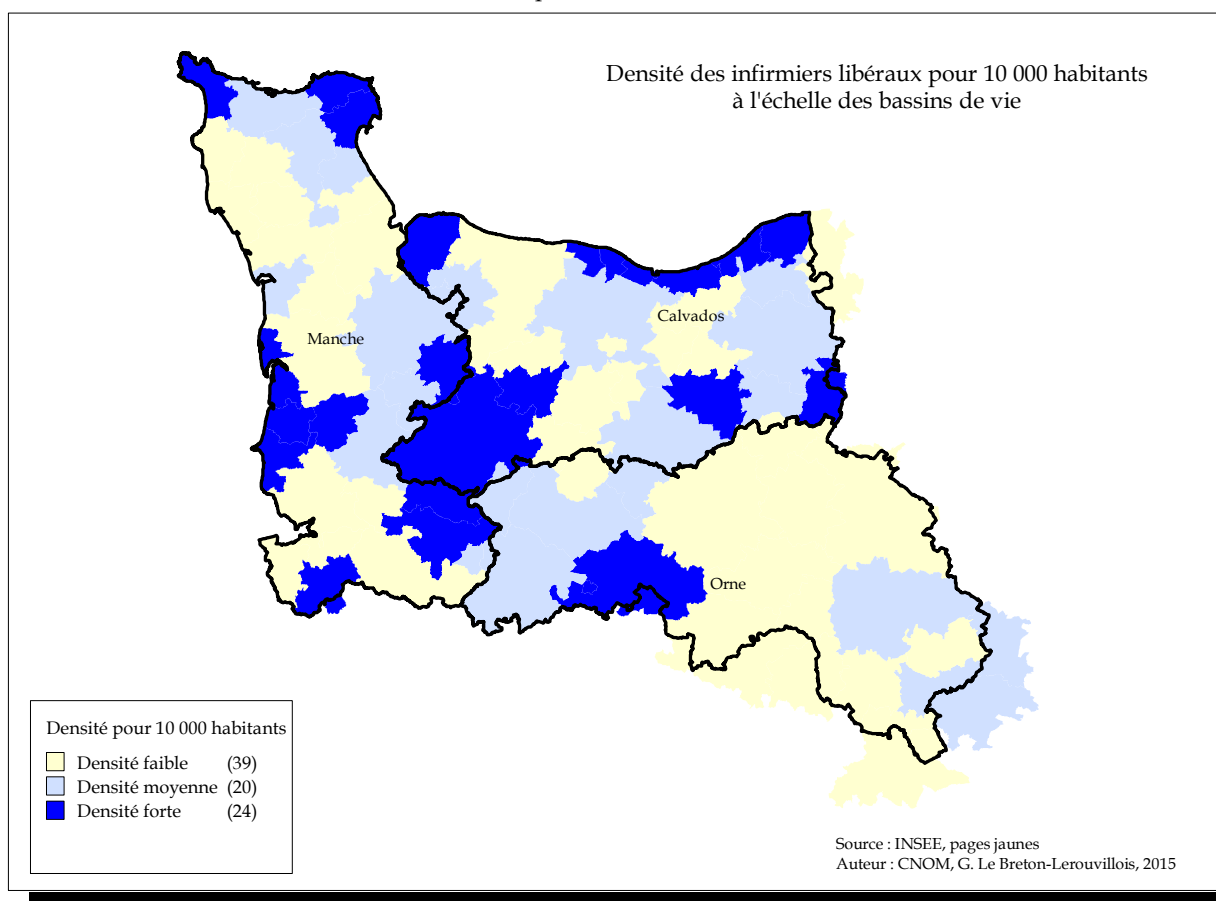 Densité des infirmiers libéraux pour 10 000 habitants
à l'échelle des bassins de vie
Manche
Calvados
Orne
Densité pour 10 000 habitants
Densité faible (39)
Densité moyenne (20)
Densité forte (24)
Source : INSEE, pages jaunes
Auteur : CNOM, G. Le Breton-Lerouvillois, 2015